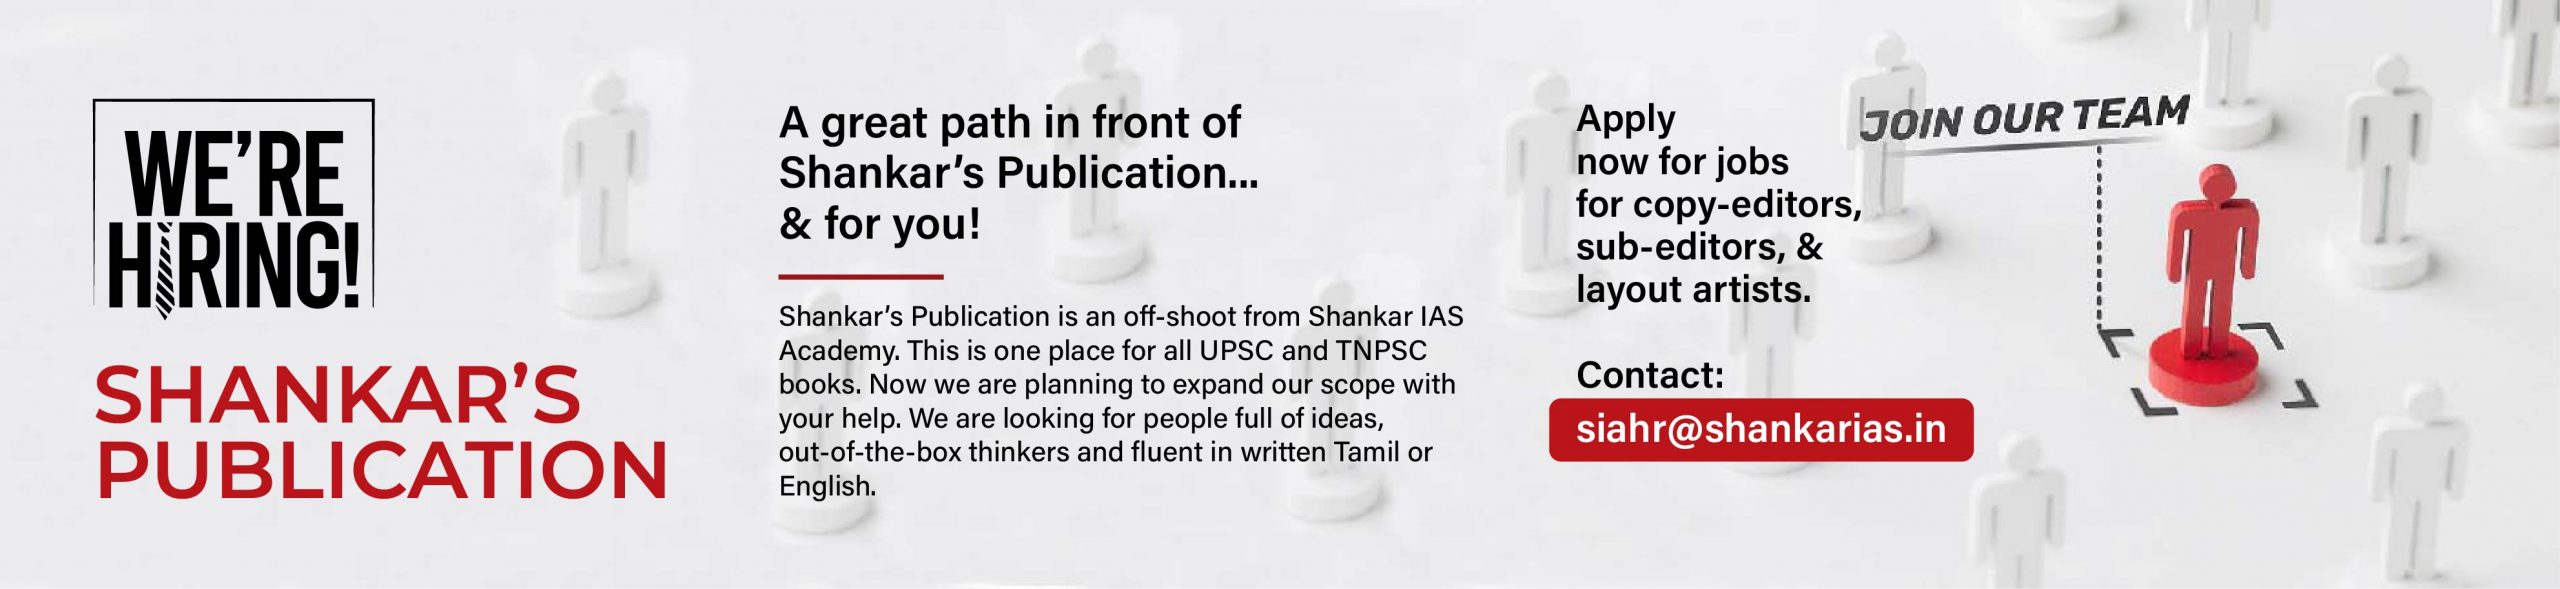 WE'RE
HIRING!
SHANKAR'S
PUBLICATION
A great path in front of
Shankar's Publication...
& for you!
Shankar's Publication is an off-shoot from Shankar IAS
Academy. This is one place for all UPSC and TNPSC
books. Now we are planning to expand our scope with
your help. We are looking for people full of ideas,
out-of-the-box thinkers and fluent in written Tamil or
English.
Apply
now for jobs
for copy-editors,
sub-editors, &
layout artists.
Contact:
siahr@shankarias.in
JOIN OUR TEAM